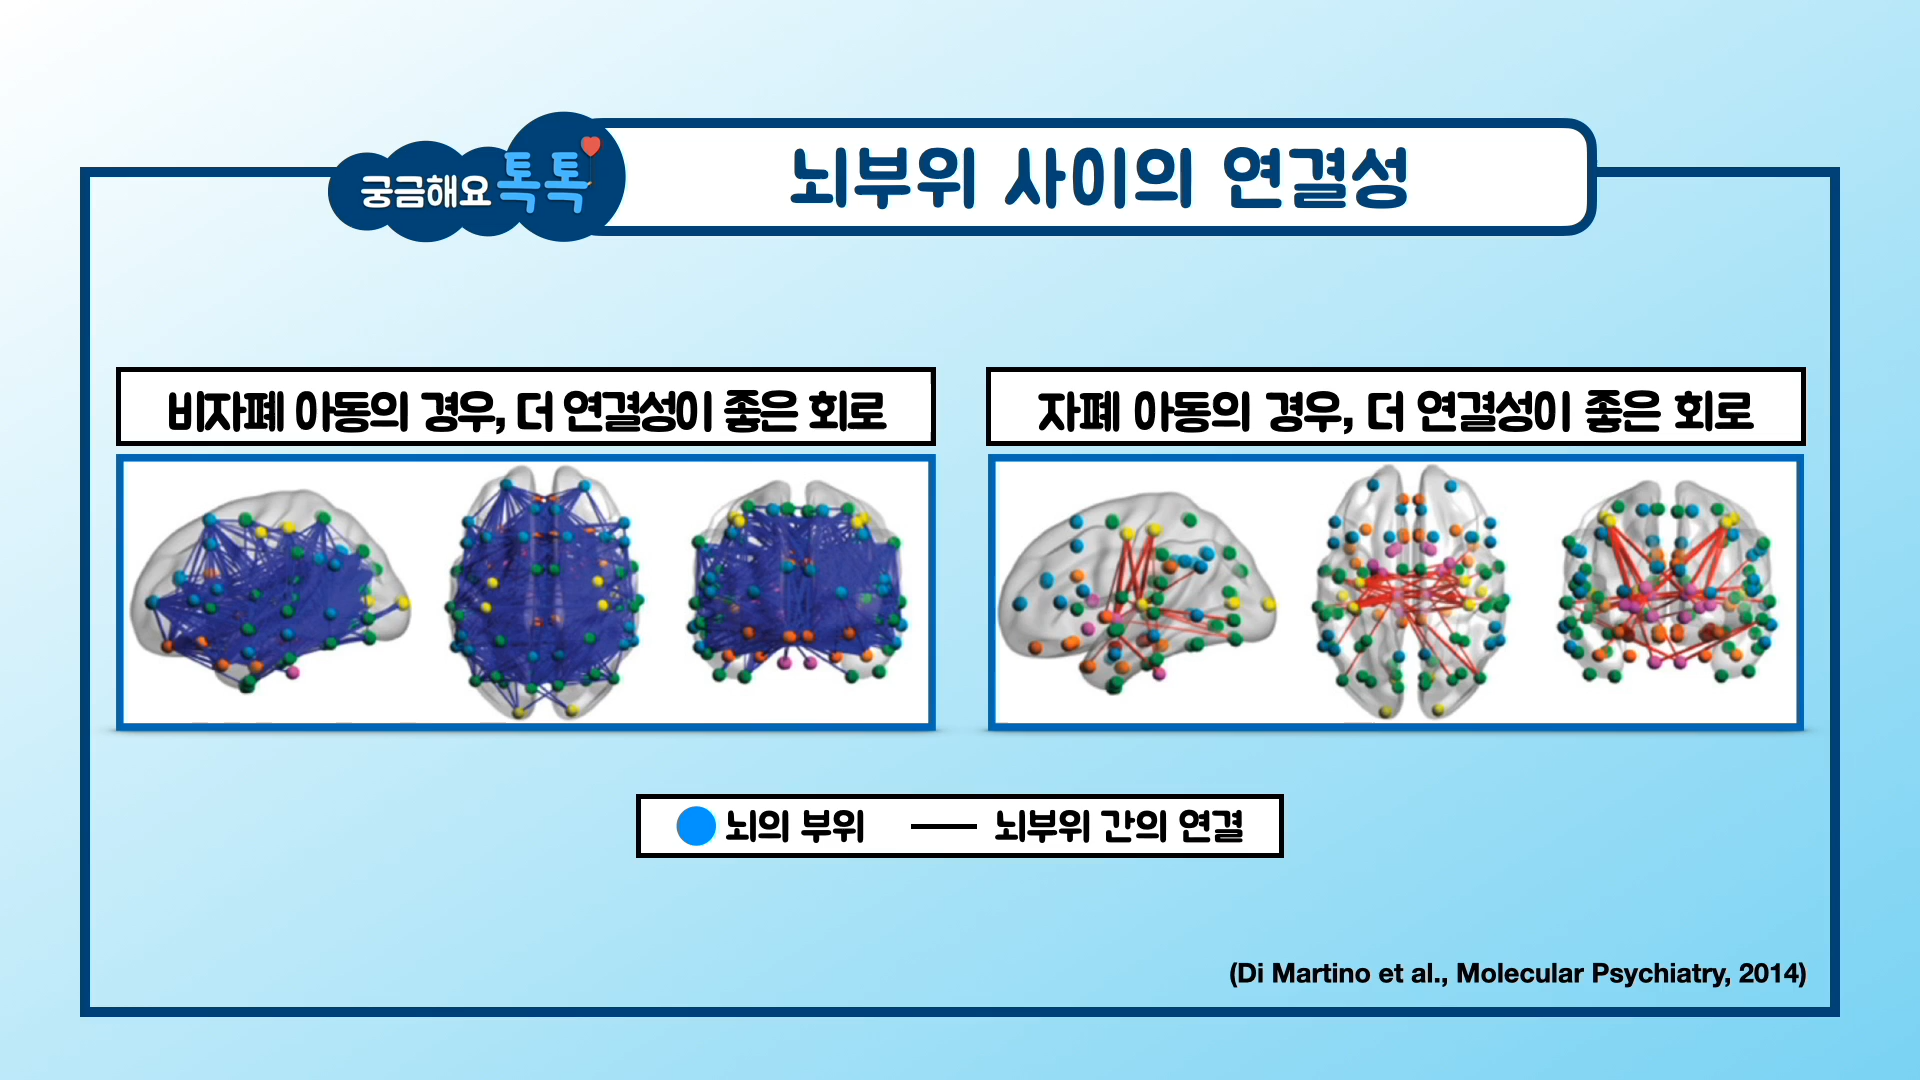 궁금해요 톡톡
뇌부위 사이의 연결성
비자폐 아동의 경우, 더 연결성이 좋은 회로
자폐 아동의 경우, 더 연결성이 좋은 회로
뇌의 부위
뇌부위 간의 연결
(Di Martino et al., Molecular Psychiatry, 2014)